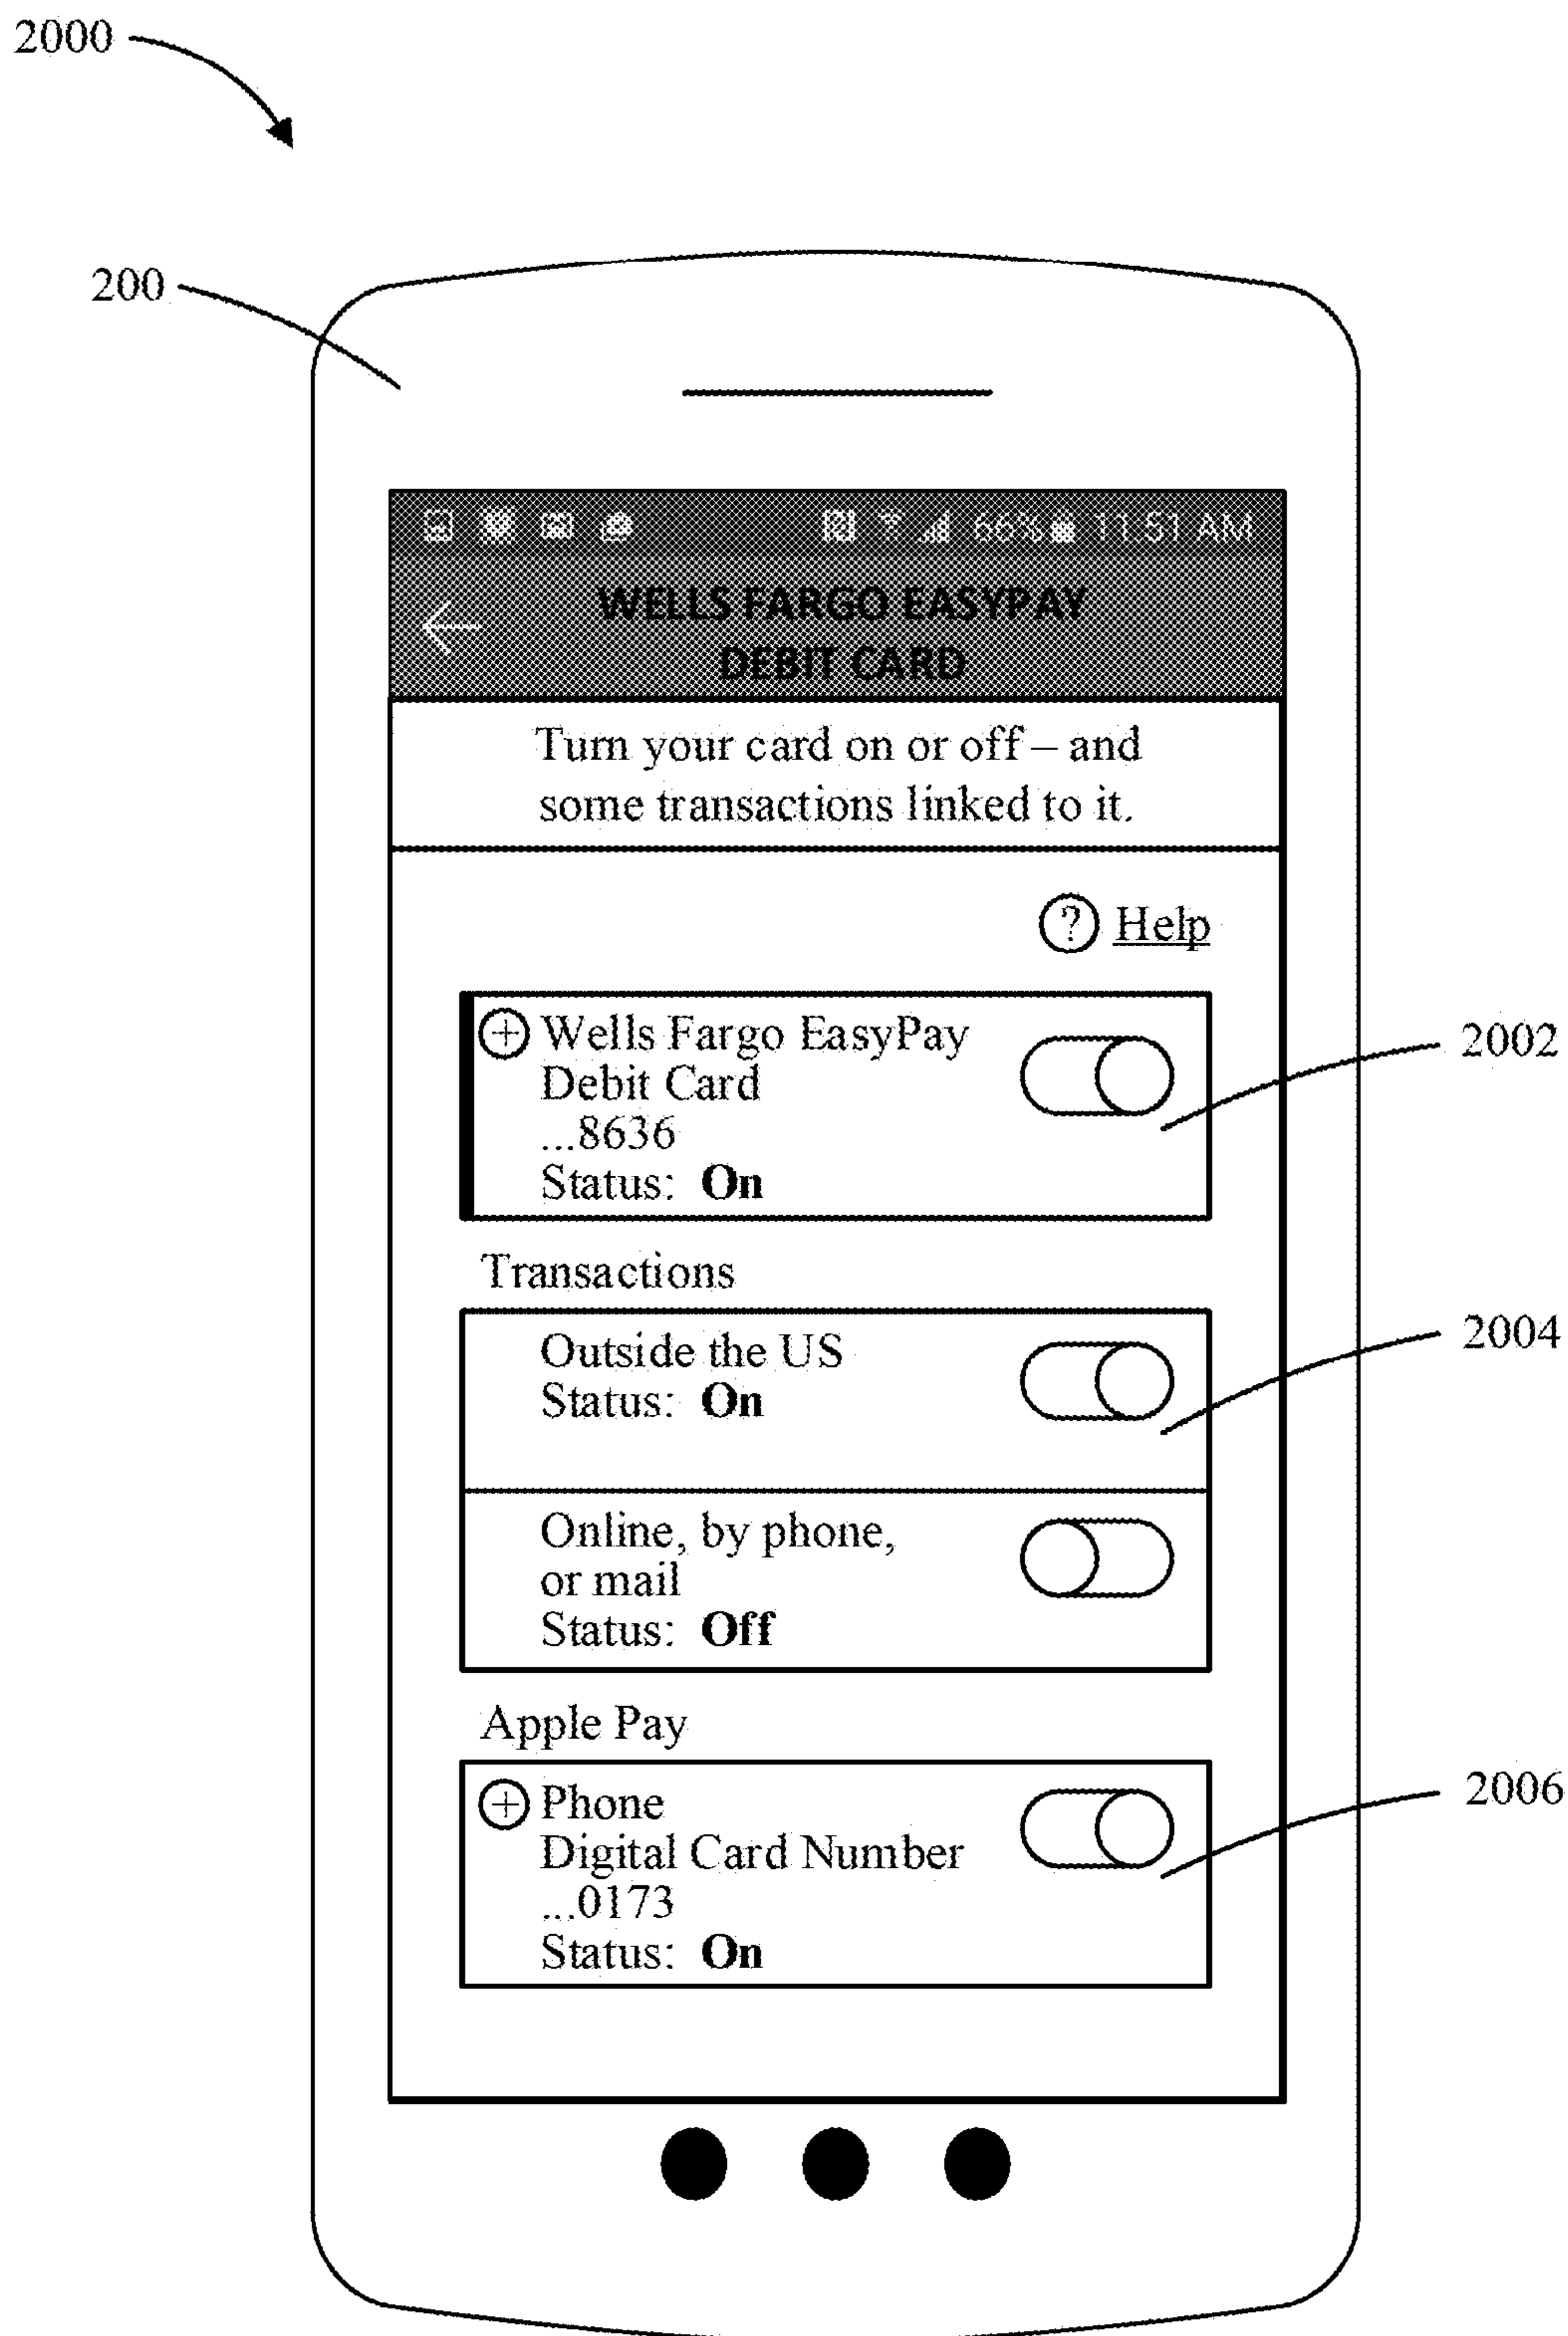 2000
200
66% 11:51 AM
WELLS FARGO EASYPAY
DEBIT CARD
Turn your card on or off – and
some transactions linked to it.
? Help
Wells Fargo EasyPay
Debit Card
...8636
Status: On
2002
Transactions
Outside the US
Status: On
2004
Online, by phone,
or mail
Status: Off
Apple Pay
Phone
Digital Card Number
...0173
Status: On
2006